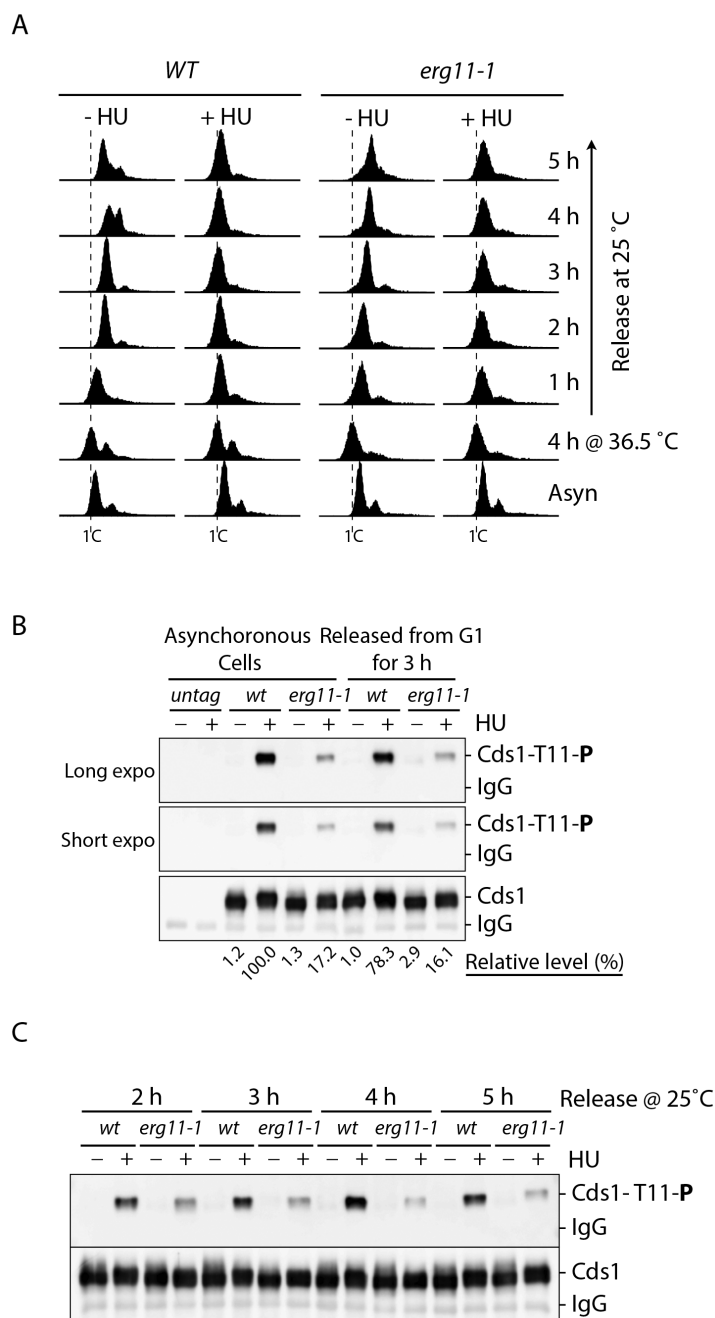 A
WT erg11-1
- HU + HU - HU + HU
5 h
4 h
3 h
2 h
1 h
Release at 25 ˚C
4 h @ 36.5 ˚C
Asyn
1'C 1'C 1'C 1'C
B
Asynchoronous Released from G1
Cells for 3 h
untag wt erg11-1 wt erg11-1
– + – + – + – + – + HU
Long expo
Cds1-T11-P
IgG
Short expo
Cds1-T11-P
IgG
Cds1
IgG
1.2 100.0 1.3 17.2 1.0 78.3 2.9 16.1 Relative level (%)
C
2 h 3 h 4 h 5 h Release @ 25˚C
wt erg11-1 wt erg11-1 wt erg11-1 wt erg11-1
– + – + – + – + – + – + – + – + HU
Cds1- T11-P
IgG
Cds1
IgG